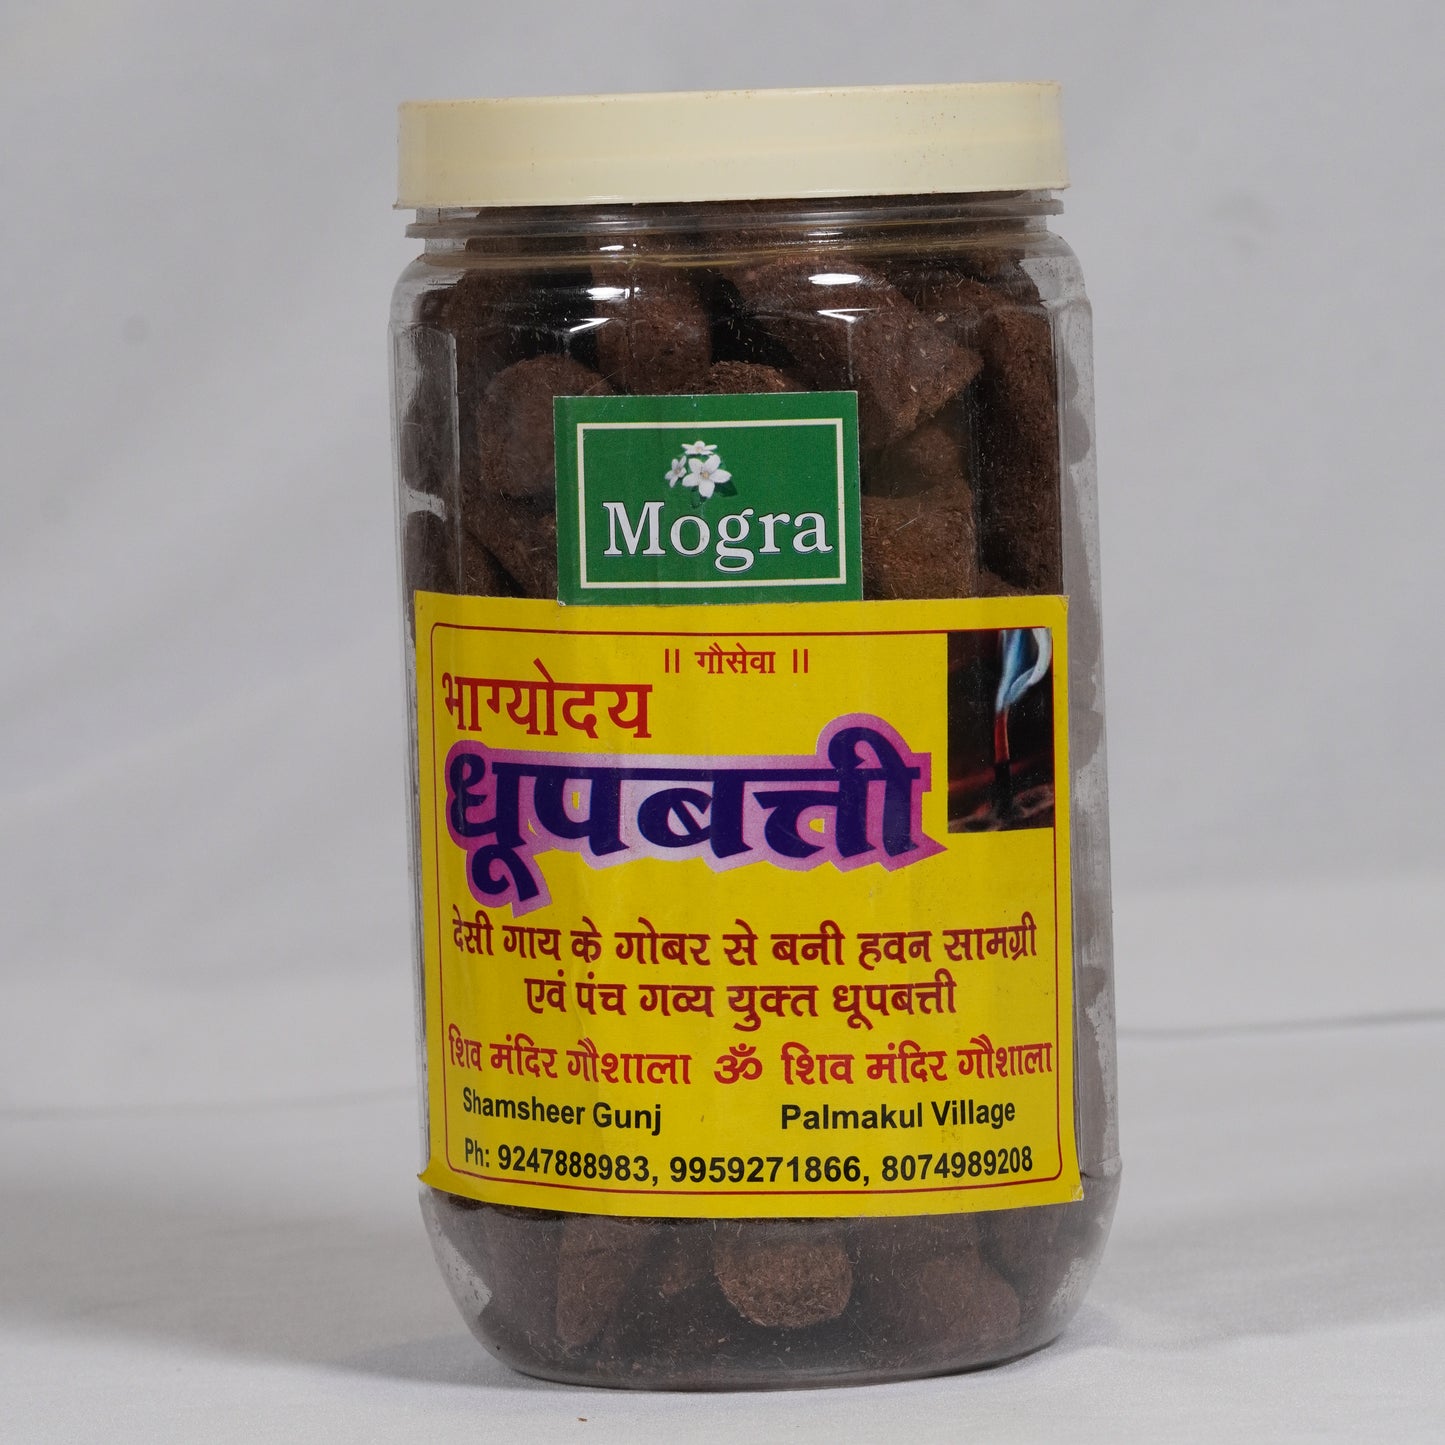 Mogra
॥ गौसेवा ॥
भाग्योदय
धूपबत्ती
देसी गाय के गोबर से बनी हवन सामग्री
एवं पंच गव्य युक्त धूपबत्ती
शिव मंदिर गौशाला ॐ शिव मंदिर गौशाला
Shamsheer Gunj Palmakul Village
Ph: 9247888983, 9959271866, 8074989208